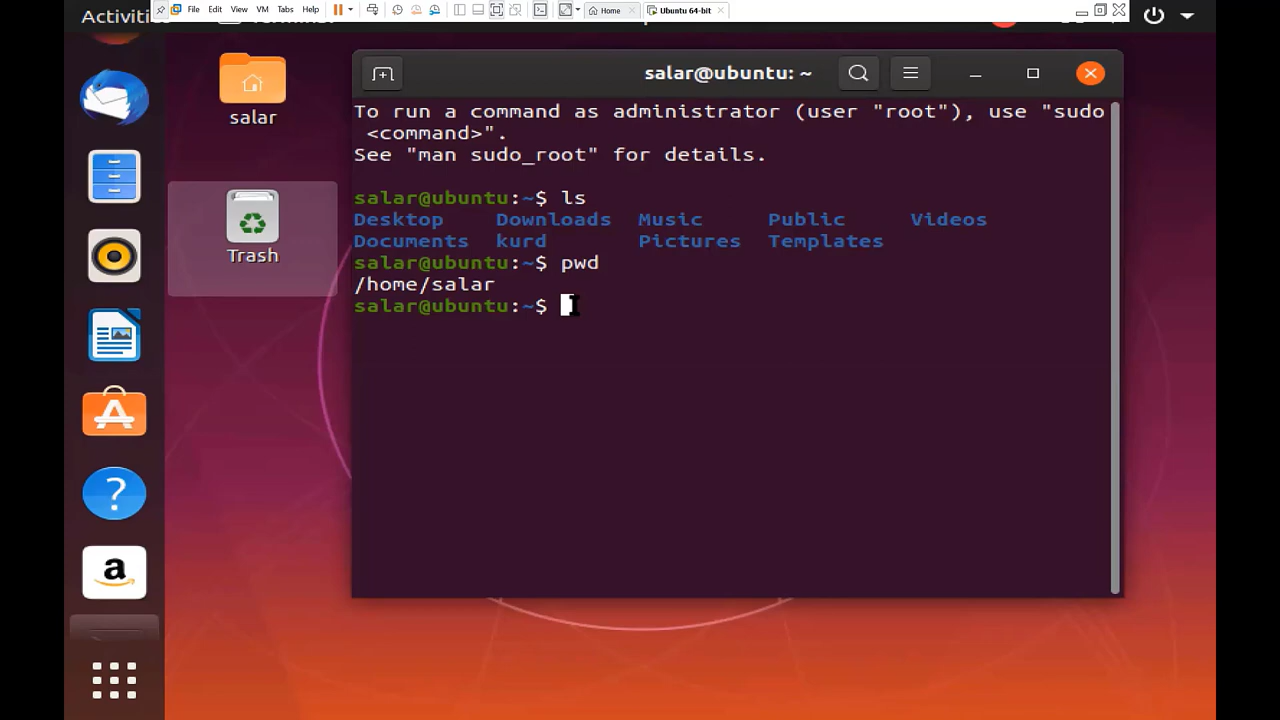 File Edit View VM Tabs Help Home Ubuntu 64-bit
Activities
salar@ubuntu: ~
salar
Trash
To run a command as administrator (user "root"), use "sudo
<command>".
See "man sudo_root" for details.
salar@ubuntu:~$ ls
Desktop Downloads Music Public Videos
Documents kurd Pictures Templates
salar@ubuntu:~$ pwd
/home/salar
salar@ubuntu:~$